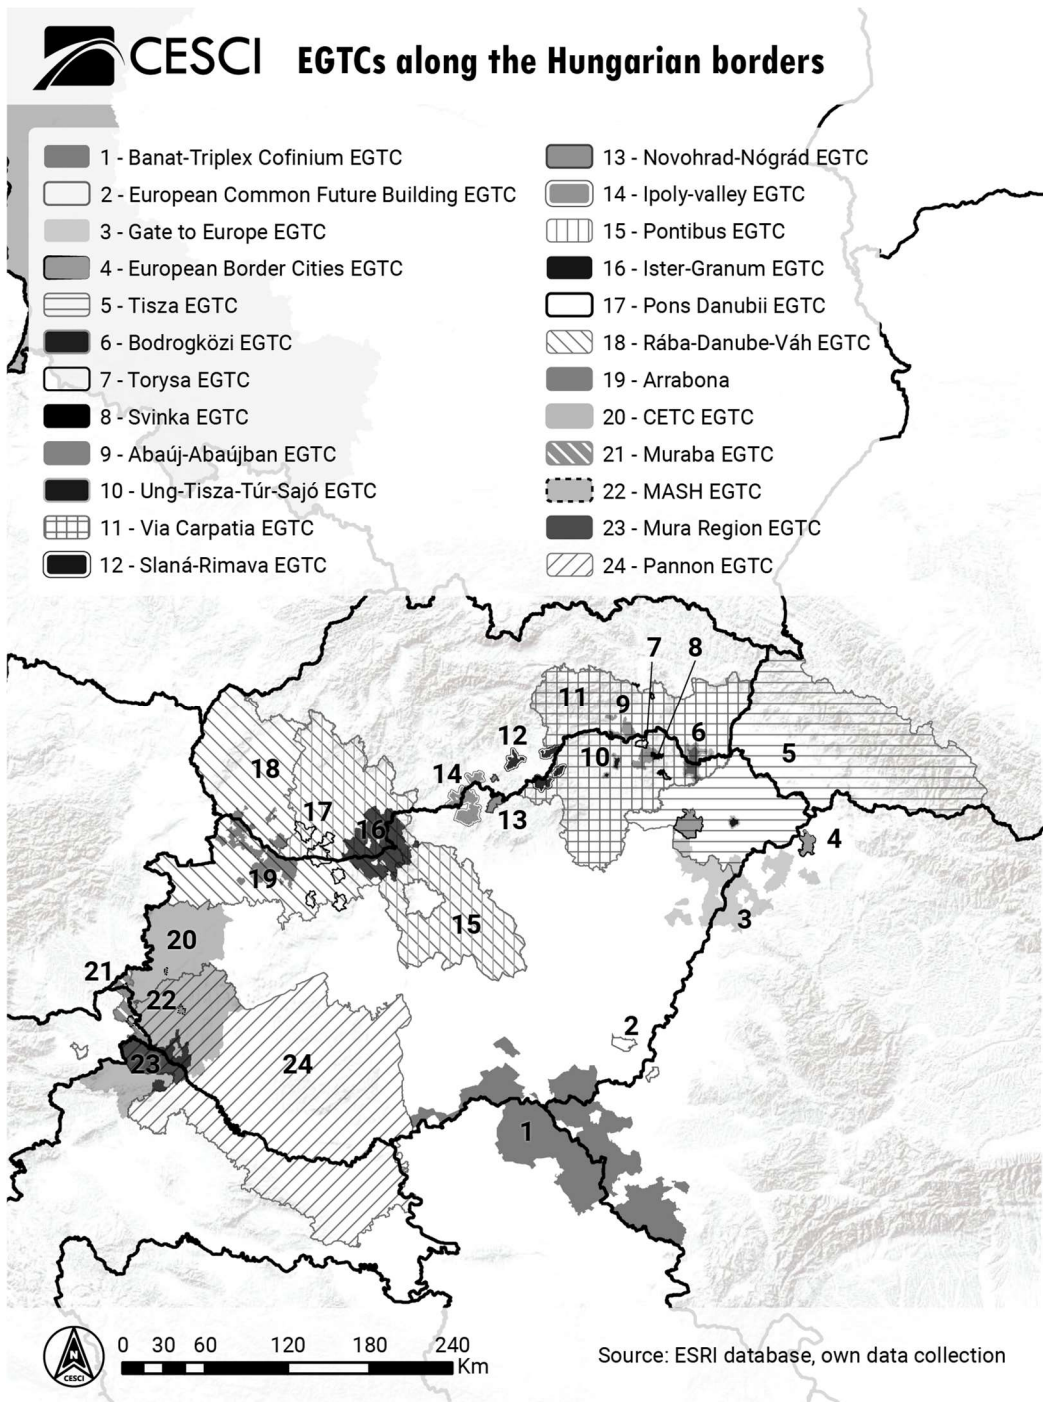 CESCI
EGTCs along the Hungarian borders
1 - Banat-Triplex Cofinium EGTC
2 - European Common Future Building EGTC
3 - Gate to Europe EGTC
4 - European Border Cities EGTC
5 - Tisza EGTC
6 - Bodrogközi EGTC
7 - Torysa EGTC
8 - Svinka EGTC
9 - Abaúj-Abaújban EGTC
10 - Ung-Tisza-Túr-Sajó EGTC
11 - Via Carpatia EGTC
12 - Slaná-Rimava EGTC
13 - Novohrad-Nógrád EGTC
14 - Ipoly-valley EGTC
15 - Pontibus EGTC
16 - Ister-Granum EGTC
17 - Pons Danubii EGTC
18 - Rába-Danube-Váh EGTC
19 - Arrabona
20 - CETC EGTC
21 - Muraba EGTC
22 - MASH EGTC
23 - Mura Region EGTC
24 - Pannon EGTC
7 8
11 9
12 10 6 5
18 14
17 16 13 4
19
15 3
20
21
22
2
23 24
1
N
CESCI
0 30 60 120 180 240
Km
Source: ESRI database, own data collection